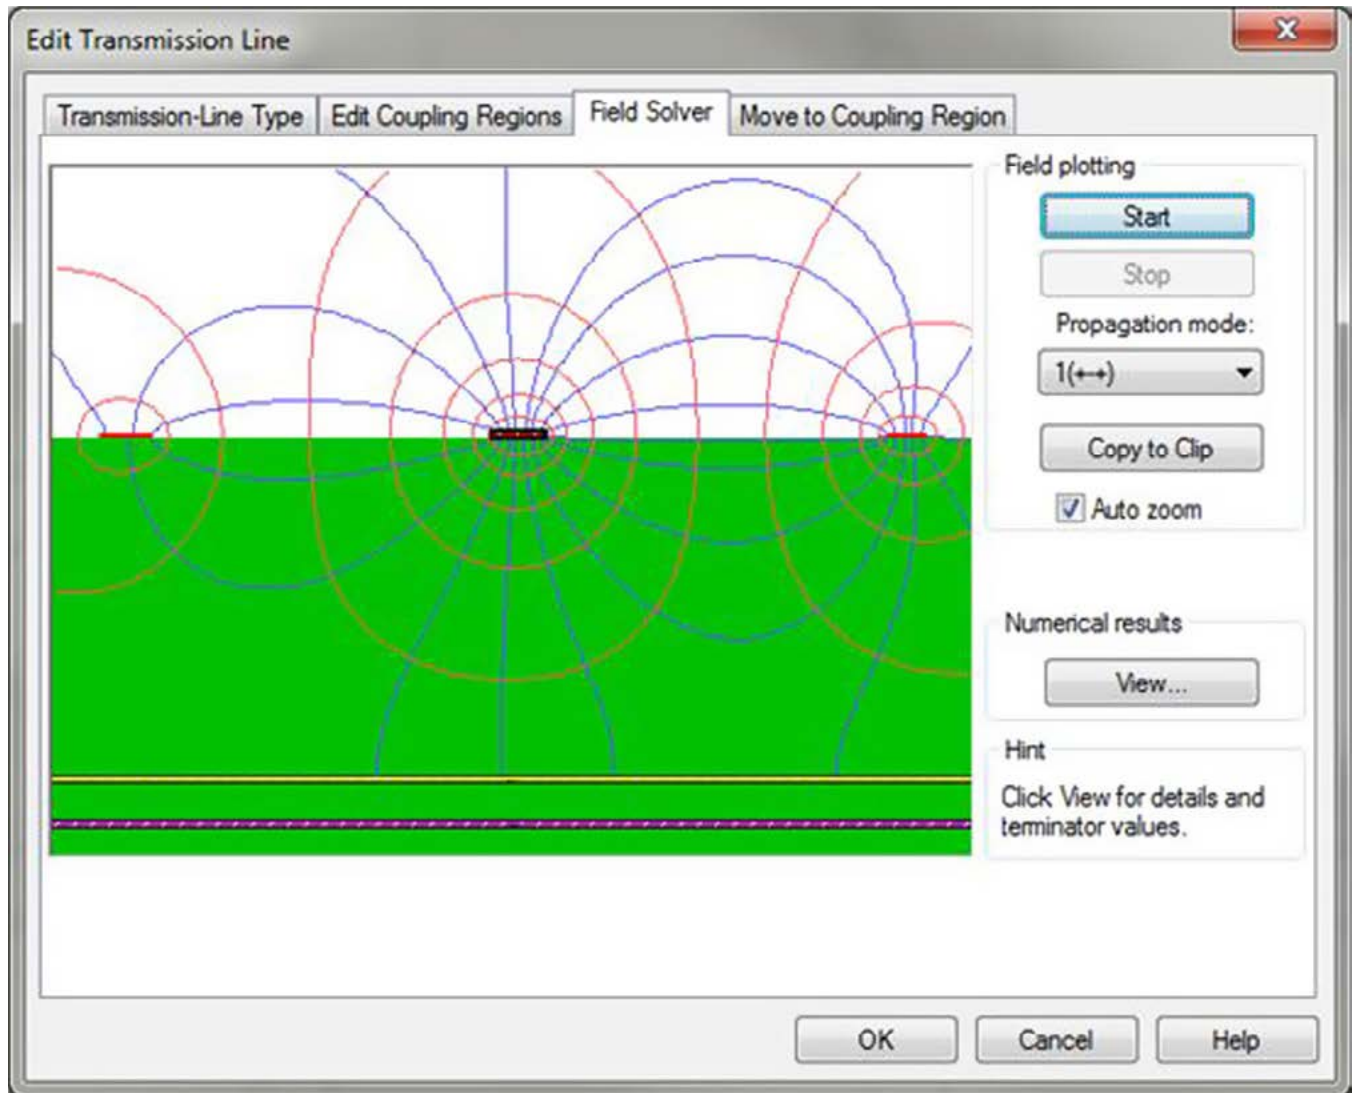 Edit Transmission Line
Transmission-Line Type
Edit Coupling Regions
Field Solver
Move to Coupling Region
Field plotting
Start
Stop
Propagation mode:
1(←→)
Copy to Clip
Auto zoom
Numerical results
View...
Hint
Click View for details and
terminator values.
OK
Cancel
Help